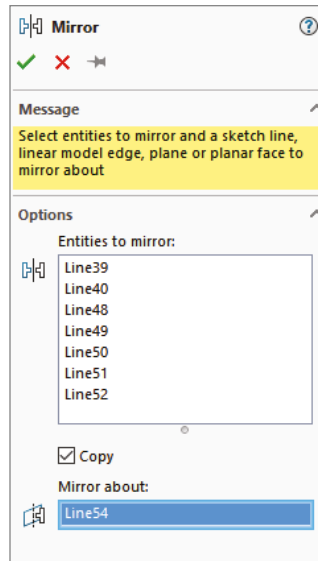 Mirror
Message
Select entities to mirror and a sketch line,
linear model edge, plane or planar face to
mirror about
Options
Entities to mirror:
Line39
Line40
Line48
Line49
Line50
Line51
Line52
Copy
Mirror about:
Line54